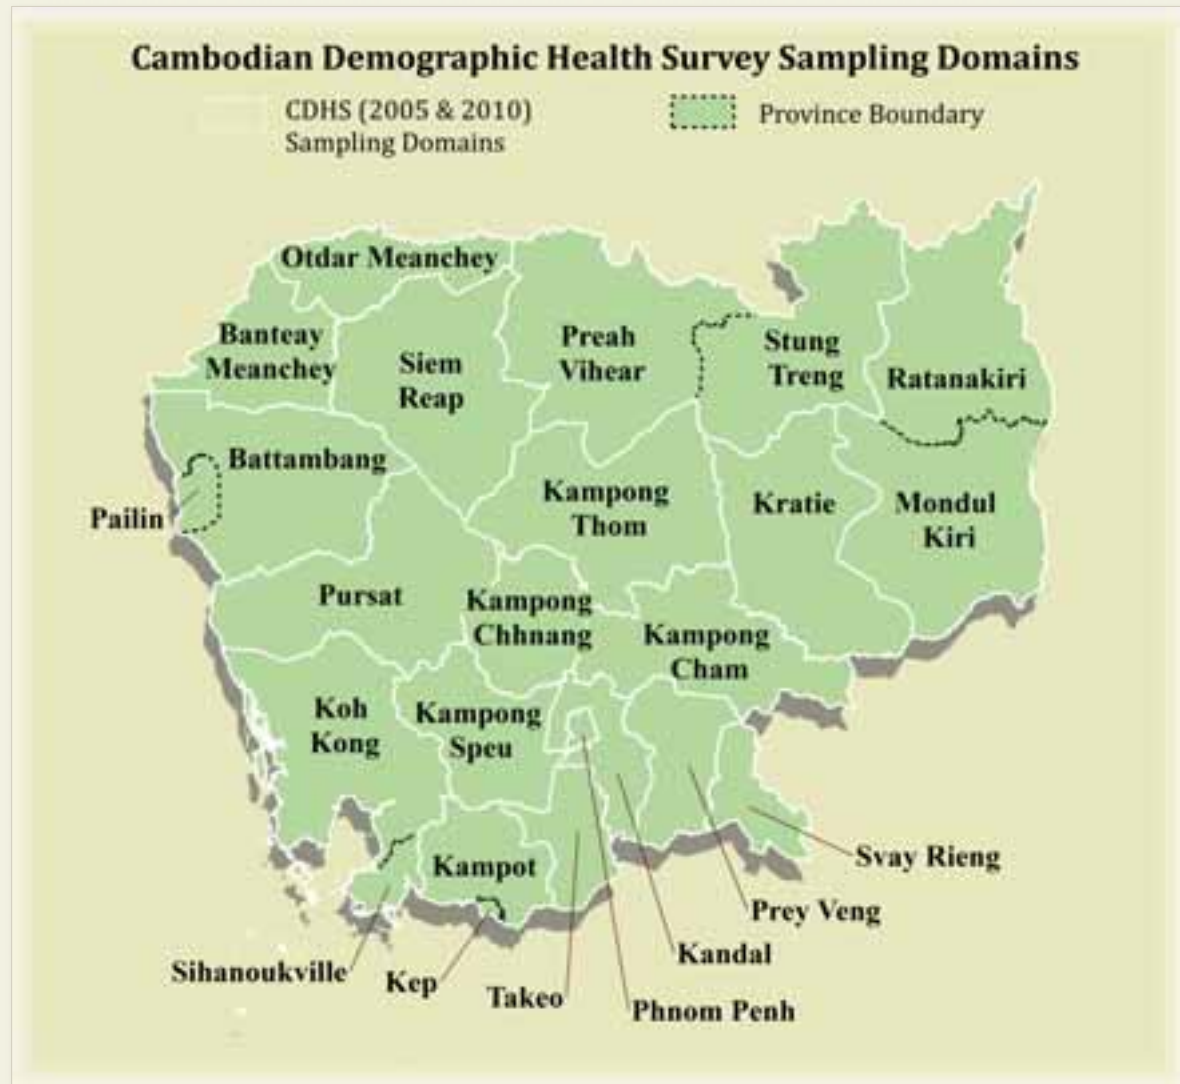 Cambodian Demographic Health Survey Sampling Domains
CDHS (2005 & 2010)
Sampling Domains
Province Boundary
Otdar Meanchey
Banteay
Meanchey
Siem
Reap
Preah
Vihear
Stung
Treng
Ratanakiri
Battambang
Pailin
Kampong
Thom
Kratie
Mondul
Kiri
Pursat
Kampong
Chhnang
Kampong
Cham
Koh
Kong
Kampong
Speu
Kampot
Svay Rieng
Prey Veng
Kandal
Sihanoukville
Kep
Takeo
Phnom Penh